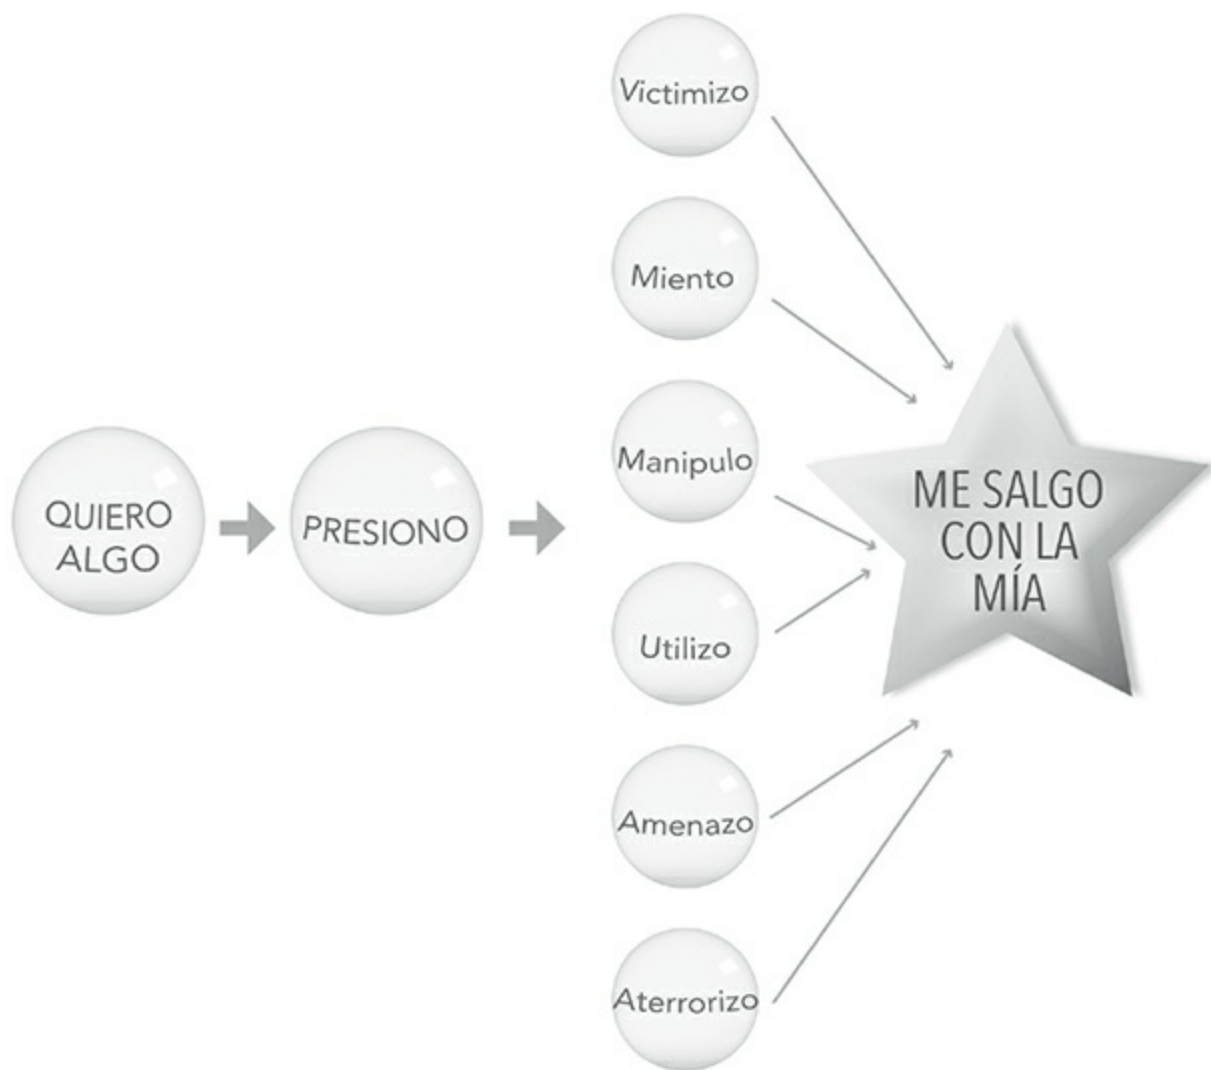 QUIERO
ALGO
PRESIONO
Victimizo
Miento
Manipulo
Utilizo
Amenazo
Aterrorizo
ME SALGO
CON LA
MÍA